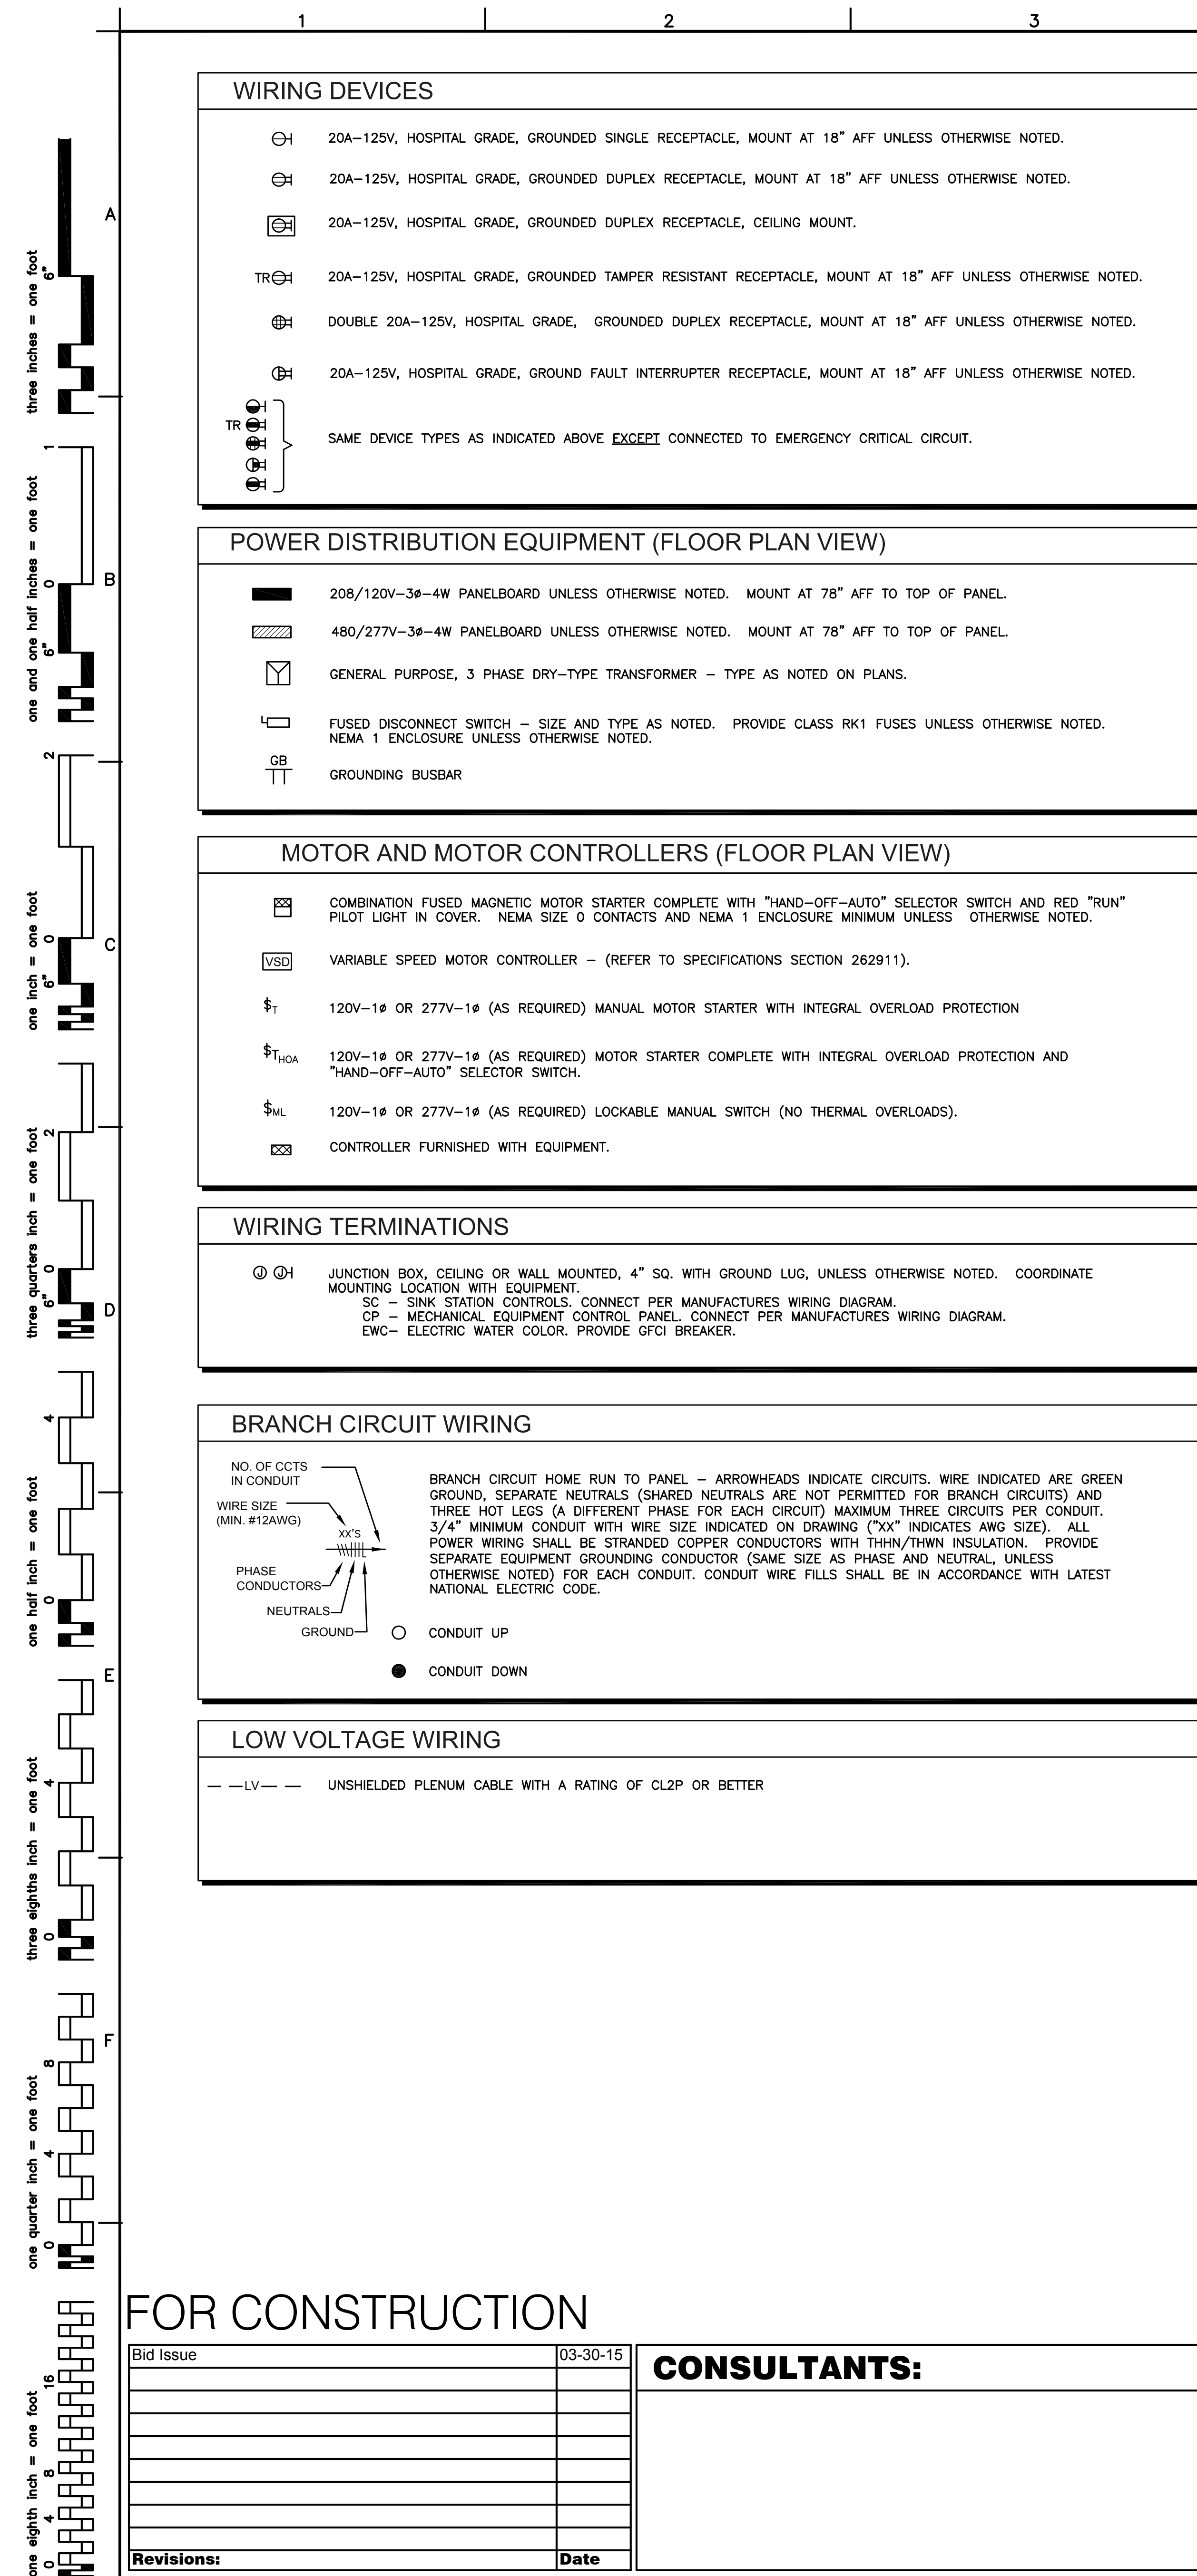 1 2 3
WIRING DEVICES
20A-125V, HOSPITAL GRADE, GROUNDED SINGLE RECEPTACLE, MOUNT AT 18" AFF UNLESS OTHERWISE NOTED.
20A-125V, HOSPITAL GRADE, GROUNDED DUPLEX RECEPTACLE, MOUNT AT 18" AFF UNLESS OTHERWISE NOTED.
20A-125V, HOSPITAL GRADE, GROUNDED DUPLEX RECEPTACLE, CEILING MOUNT.
TR 20A-125V, HOSPITAL GRADE, GROUNDED TAMPER RESISTANT RECEPTACLE, MOUNT AT 18" AFF UNLESS OTHERWISE NOTED.
DOUBLE 20A-125V, HOSPITAL GRADE, GROUNDED DUPLEX RECEPTACLE, MOUNT AT 18" AFF UNLESS OTHERWISE NOTED.
20A-125V, HOSPITAL GRADE, GROUND FAULT INTERRUPTER RECEPTACLE, MOUNT AT 18" AFF UNLESS OTHERWISE NOTED.
TR
SAME DEVICE TYPES AS INDICATED ABOVE EXCEPT CONNECTED TO EMERGENCY CRITICAL CIRCUIT.
POWER DISTRIBUTION EQUIPMENT (FLOOR PLAN VIEW)
208/120V-3ø-4W PANELBOARD UNLESS OTHERWISE NOTED. MOUNT AT 78" AFF TO TOP OF PANEL.
480/277V-3ø-4W PANELBOARD UNLESS OTHERWISE NOTED. MOUNT AT 78" AFF TO TOP OF PANEL.
GENERAL PURPOSE, 3 PHASE DRY-TYPE TRANSFORMER - TYPE AS NOTED ON PLANS.
FUSED DISCONNECT SWITCH - SIZE AND TYPE AS NOTED. PROVIDE CLASS RK1 FUSES UNLESS OTHERWISE NOTED.
NEMA 1 ENCLOSURE UNLESS OTHERWISE NOTED.
GB
GROUNDING BUSBAR
MOTOR AND MOTOR CONTROLLERS (FLOOR PLAN VIEW)
COMBINATION FUSED MAGNETIC MOTOR STARTER COMPLETE WITH "HAND-OFF-AUTO" SELECTOR SWITCH AND RED "RUN"
PILOT LIGHT IN COVER. NEMA SIZE 0 CONTACTS AND NEMA 1 ENCLOSURE MINIMUM UNLESS OTHERWISE NOTED.
VSD VARIABLE SPEED MOTOR CONTROLLER - (REFER TO SPECIFICATIONS SECTION 262911).
$T 120V-1ø OR 277V-1ø (AS REQUIRED) MANUAL MOTOR STARTER WITH INTEGRAL OVERLOAD PROTECTION
$THOA 120V-1ø OR 277V-1ø (AS REQUIRED) MOTOR STARTER COMPLETE WITH INTEGRAL OVERLOAD PROTECTION AND
"HAND-OFF-AUTO" SELECTOR SWITCH.
$ML 120V-1ø OR 277V-1ø (AS REQUIRED) LOCKABLE MANUAL SWITCH (NO THERMAL OVERLOADS).
CONTROLLER FURNISHED WITH EQUIPMENT.
WIRING TERMINATIONS
J J JUNCTION BOX, CEILING OR WALL MOUNTED, 4" SQ. WITH GROUND LUG, UNLESS OTHERWISE NOTED. COORDINATE
MOUNTING LOCATION WITH EQUIPMENT.
SC - SINK STATION CONTROLS. CONNECT PER MANUFACTURES WIRING DIAGRAM.
CP - MECHANICAL EQUIPMENT CONTROL PANEL. CONNECT PER MANUFACTURES WIRING DIAGRAM.
EWC- ELECTRIC WATER COLOR. PROVIDE GFCI BREAKER.
BRANCH CIRCUIT WIRING
NO. OF CCTS
IN CONDUIT
WIRE SIZE
(MIN. #12AWG)
XX'S
PHASE
CONDUCTORS
NEUTRALS
GROUND
BRANCH CIRCUIT HOME RUN TO PANEL - ARROWHEADS INDICATE CIRCUITS. WIRE INDICATED ARE GREEN
GROUND, SEPARATE NEUTRALS (SHARED NEUTRALS ARE NOT PERMITTED FOR BRANCH CIRCUITS) AND
THREE HOT LEGS (A DIFFERENT PHASE FOR EACH CIRCUIT) MAXIMUM THREE CIRCUITS PER CONDUIT.
3/4" MINIMUM CONDUIT WITH WIRE SIZE INDICATED ON DRAWING ("XX" INDICATES AWG SIZE). ALL
POWER WIRING SHALL BE STRANDED COPPER CONDUCTORS WITH THHN/THWN INSULATION. PROVIDE
SEPARATE EQUIPMENT GROUNDING CONDUCTOR (SAME SIZE AS PHASE AND NEUTRAL, UNLESS
OTHERWISE NOTED) FOR EACH CONDUIT. CONDUIT WIRE FILLS SHALL BE IN ACCORDANCE WITH LATEST
NATIONAL ELECTRIC CODE.
CONDUIT UP
CONDUIT DOWN
LOW VOLTAGE WIRING
LV UNSHIELDED PLENUM CABLE WITH A RATING OF CL2P OR BETTER
A
B
C
D
E
F
three inches = one foot
6"
one and one half inches = one foot
1 0 6"
one inch = one foot
2 0 6"
three quarters inch = one foot
2 0 6"
one half inch = one foot
4 0
three eighths inch = one foot
4 0
one quarter inch = one foot
8 4 0
one eighth inch = one foot
16 8 4 0
FOR CONSTRUCTION
Bid Issue 03-30-15
Revisions: Date
CONSULTANTS: